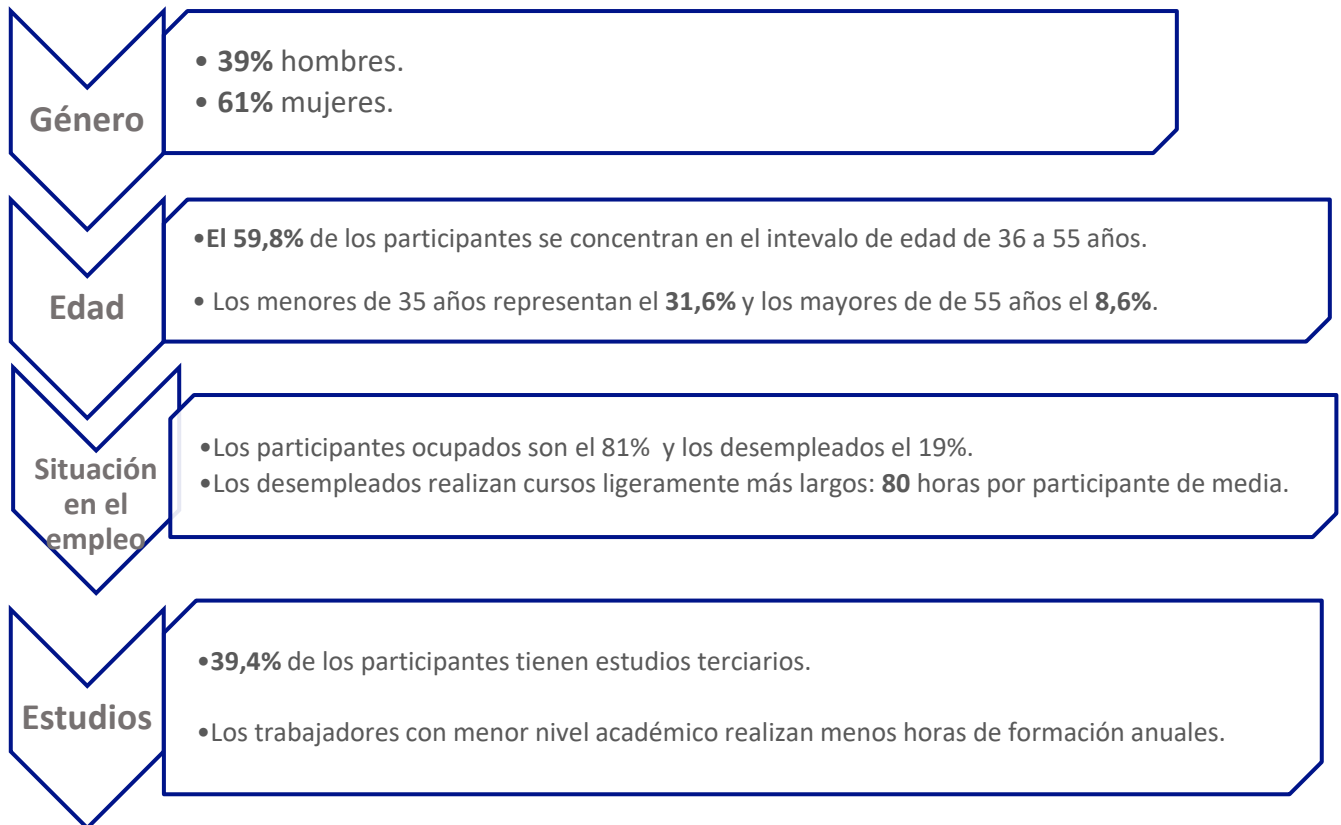 Género
• 39% hombres.
• 61% mujeres.
Edad
•El 59,8% de los participantes se concentran en el intevalo de edad de 36 a 55 años.
• Los menores de 35 años representan el 31,6% y los mayores de de 55 años el 8,6%.
Situación
en el
empleo
•Los participantes ocupados son el 81%  y los desempleados el 19%.
•Los desempleados realizan cursos ligeramente más largos: 80 horas por participante de media.
Estudios
•39,4% de los participantes tienen estudios terciarios.
•Los trabajadores con menor nivel académico realizan menos horas de formación anuales.